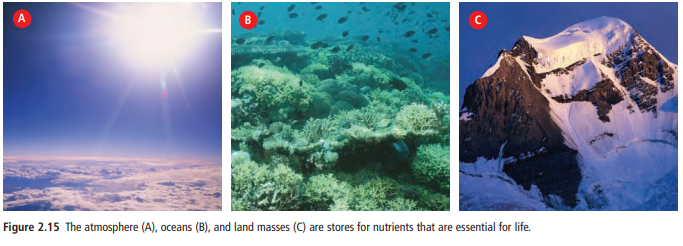 A
B
C
Figure 2.15 The atmosphere (A), oceans (B), and land masses (C) are stores for nutrients that are essential for life.